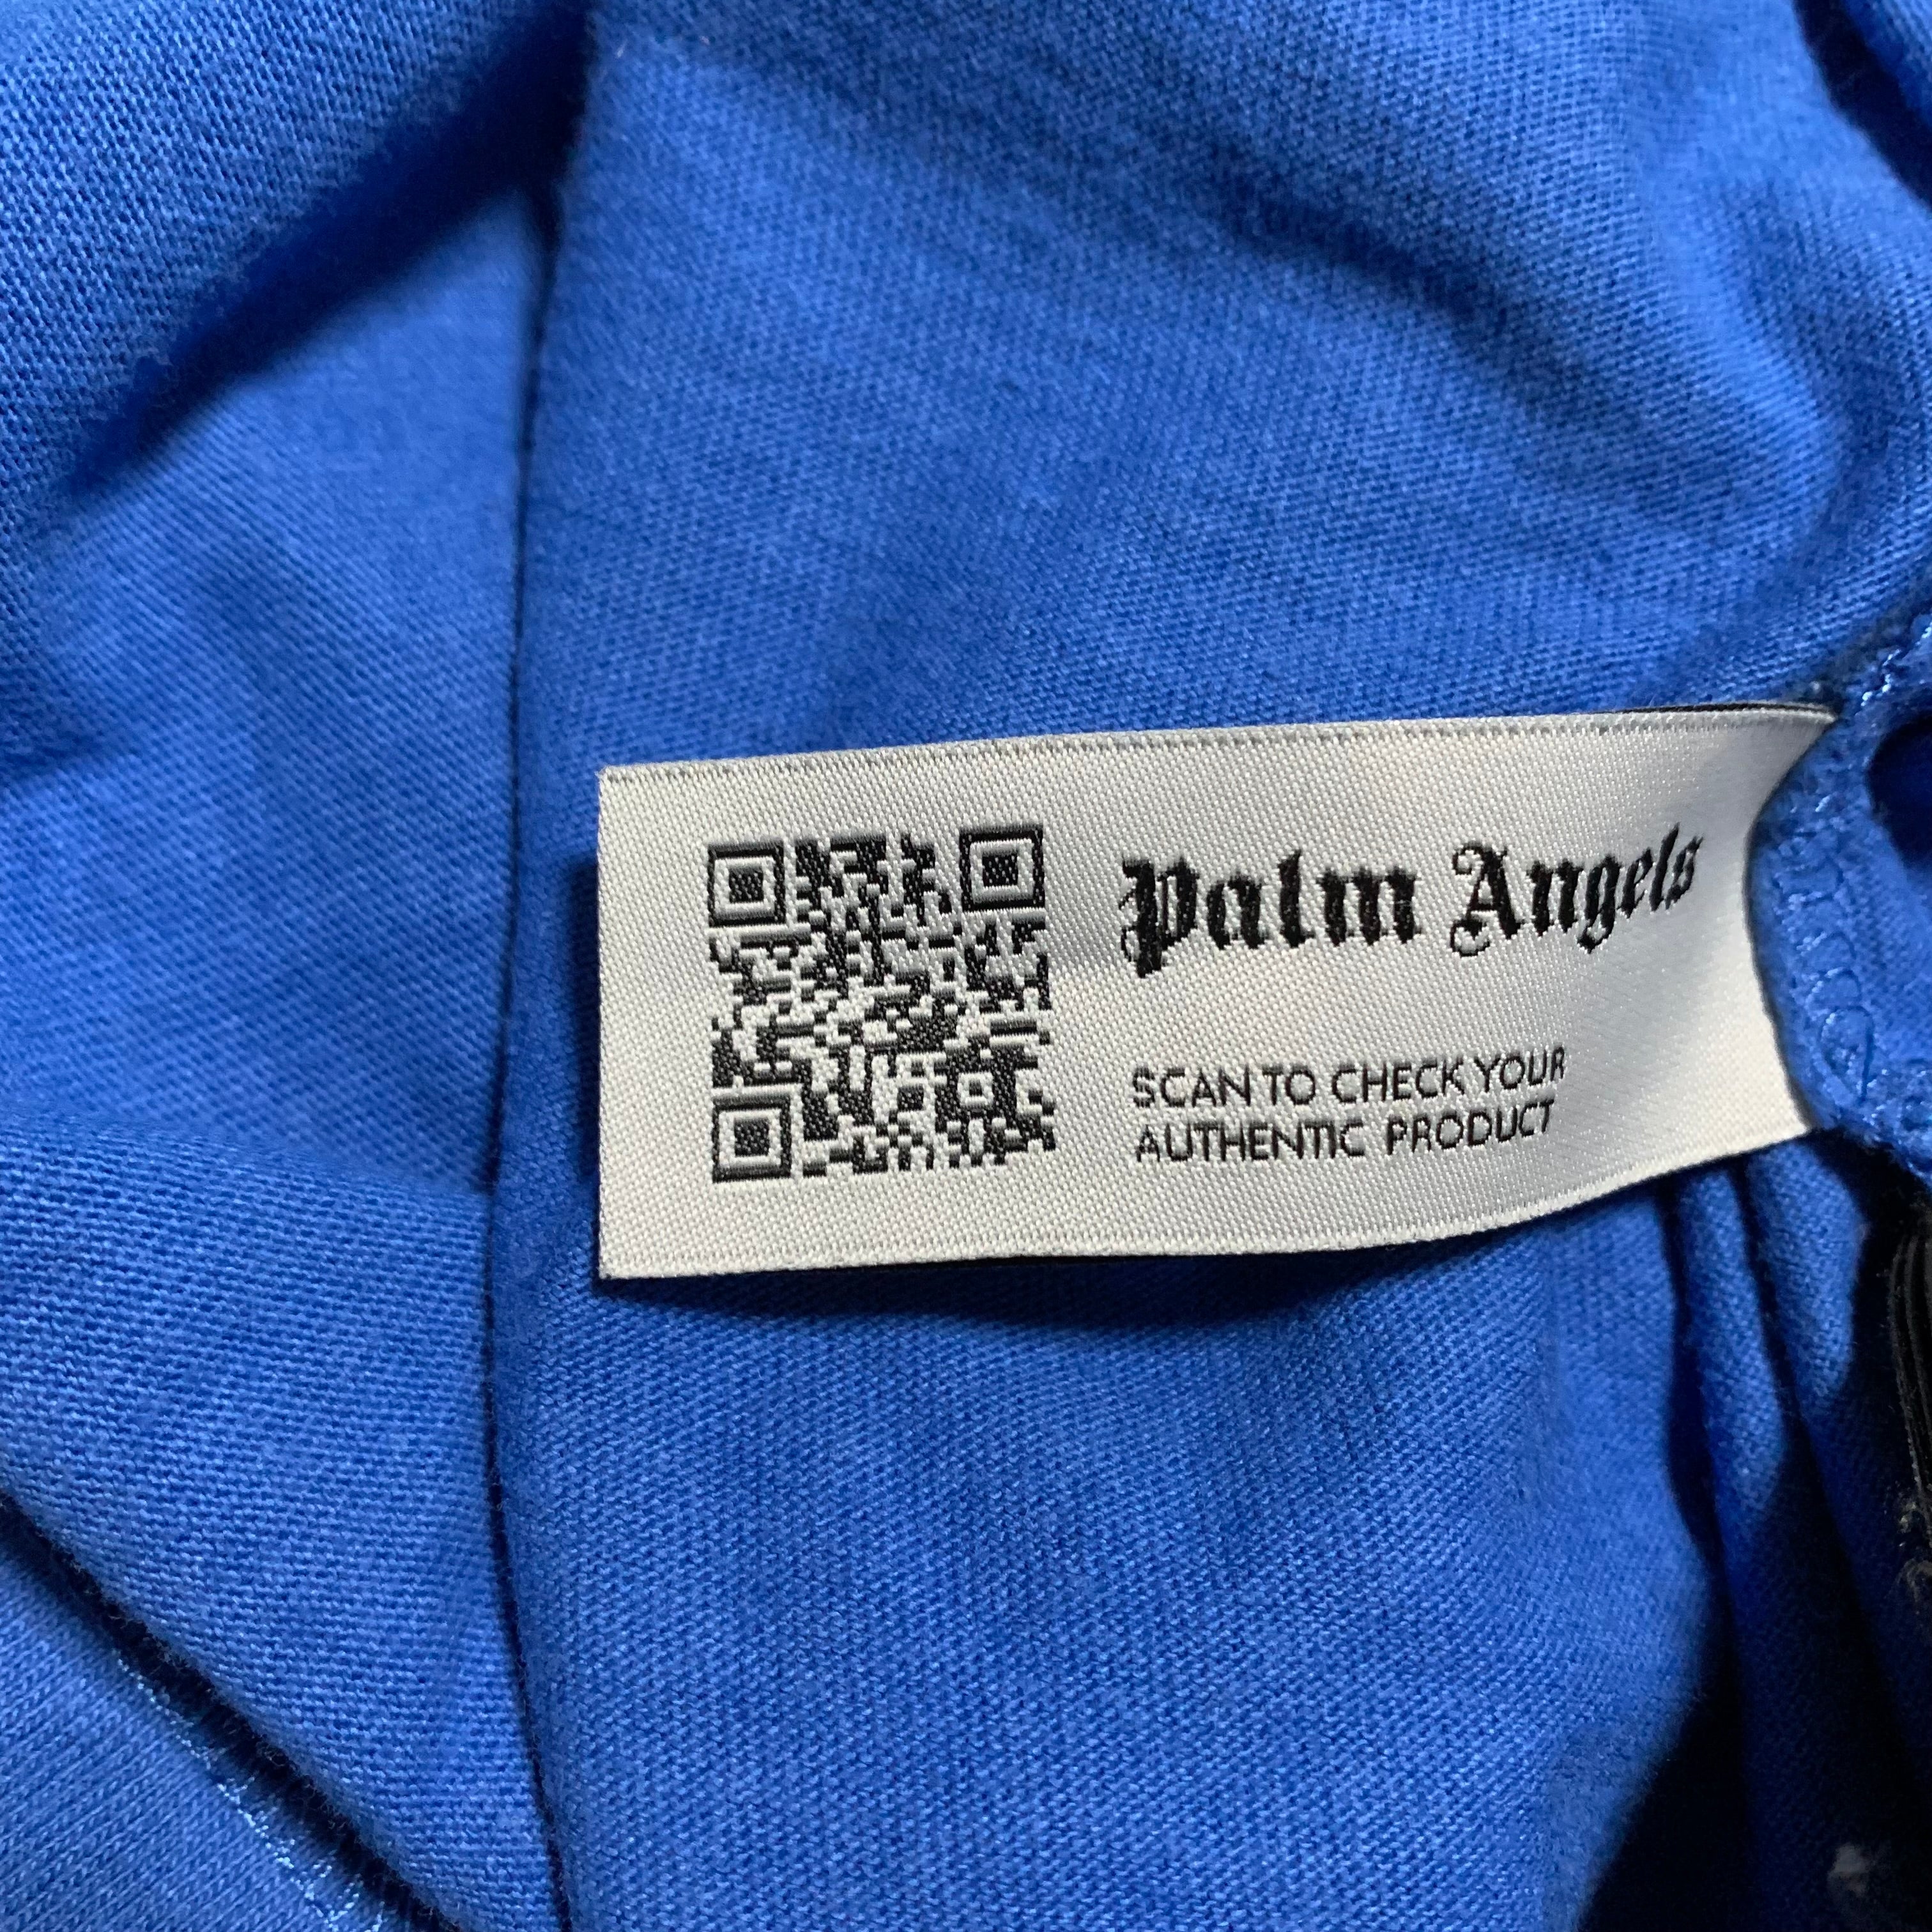 Palm Angels
SCAN TO CHECK YOUR
AUTHENTIC PRODUCT